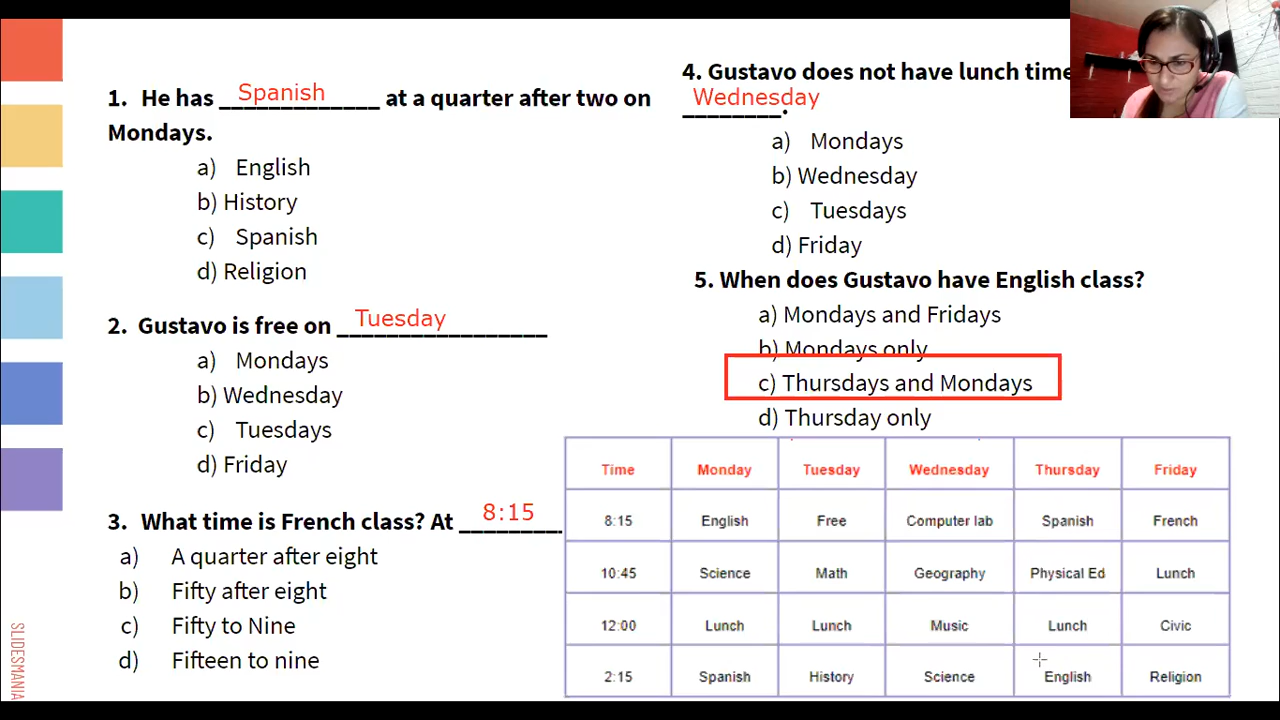 1. He has Spanish at a quarter after two on
Mondays.
a) English
b) History
c) Spanish
d) Religion
2. Gustavo is free on Tuesday
a) Mondays
b) Wednesday
c) Tuesdays
d) Friday
3. What time is French class? At 8:15
a) A quarter after eight
b) Fifty after eight
c) Fifty to Nine
d) Fifteen to nine
4. Gustavo does not have lunch time
Wednesday.
a) Mondays
b) Wednesday
c) Tuesdays
d) Friday
5. When does Gustavo have English class?
a) Mondays and Fridays
b) Mondays only
c) Thursdays and Mondays
d) Thursday only
Time Monday Tuesday Wednesday Thursday Friday
8:15 English Free Computer lab Spanish French
10:45 Science Math Geography Physical Ed Lunch
12:00 Lunch Lunch Music Lunch Civic
2:15 Spanish History Science English Religion
SLIDESMANIA